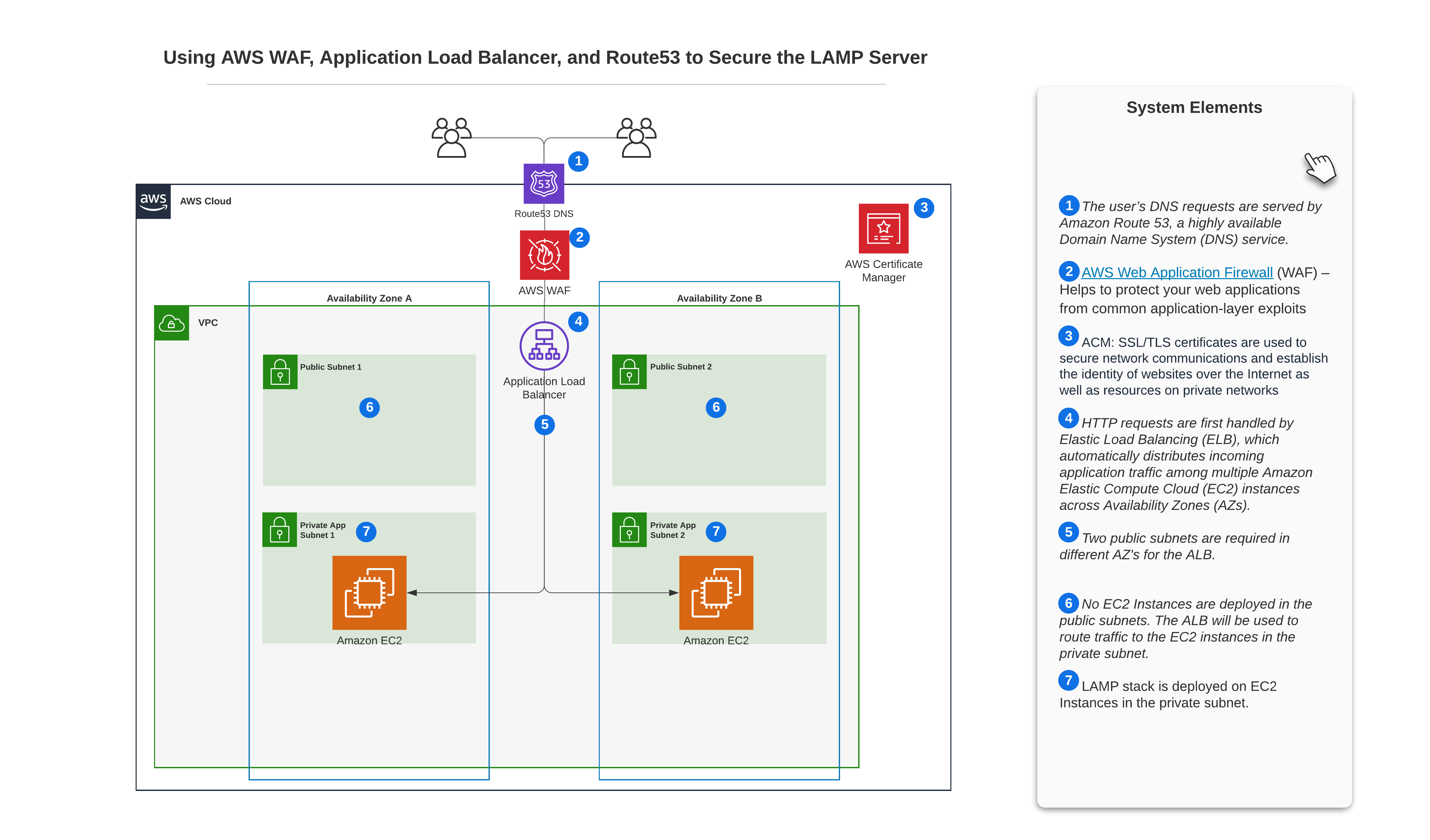 Using AWS WAF, Application Load Balancer, and Route53 to Secure the LAMP Server
1
53
Route53 DNS
aws
AWS Cloud
2
AWS WAF
3
AWS Certificate
Manager
Availability Zone A
Availability Zone B
VPC
4
Application Load
Balancer
5
Public Subnet 1
6
Public Subnet 2
6
Private App
Subnet 1
7
Amazon EC2
Private App
Subnet 2
7
Amazon EC2
System Elements
1 The user’s DNS requests are served by
Amazon Route 53, a highly available
Domain Name System (DNS) service.
2 AWS Web Application Firewall (WAF) –
Helps to protect your web applications
from common application-layer exploits
3 ACM: SSL/TLS certificates are used to
secure network communications and establish
the identity of websites over the Internet as
well as resources on private networks
4 HTTP requests are first handled by
Elastic Load Balancing (ELB), which
automatically distributes incoming
application traffic among multiple Amazon
Elastic Compute Cloud (EC2) instances
across Availability Zones (AZs).
5 Two public subnets are required in
different AZ's for the ALB.
6 No EC2 Instances are deployed in the
public subnets. The ALB will be used to
route traffic to the EC2 instances in the
private subnet.
7 LAMP stack is deployed on EC2
Instances in the private subnet.